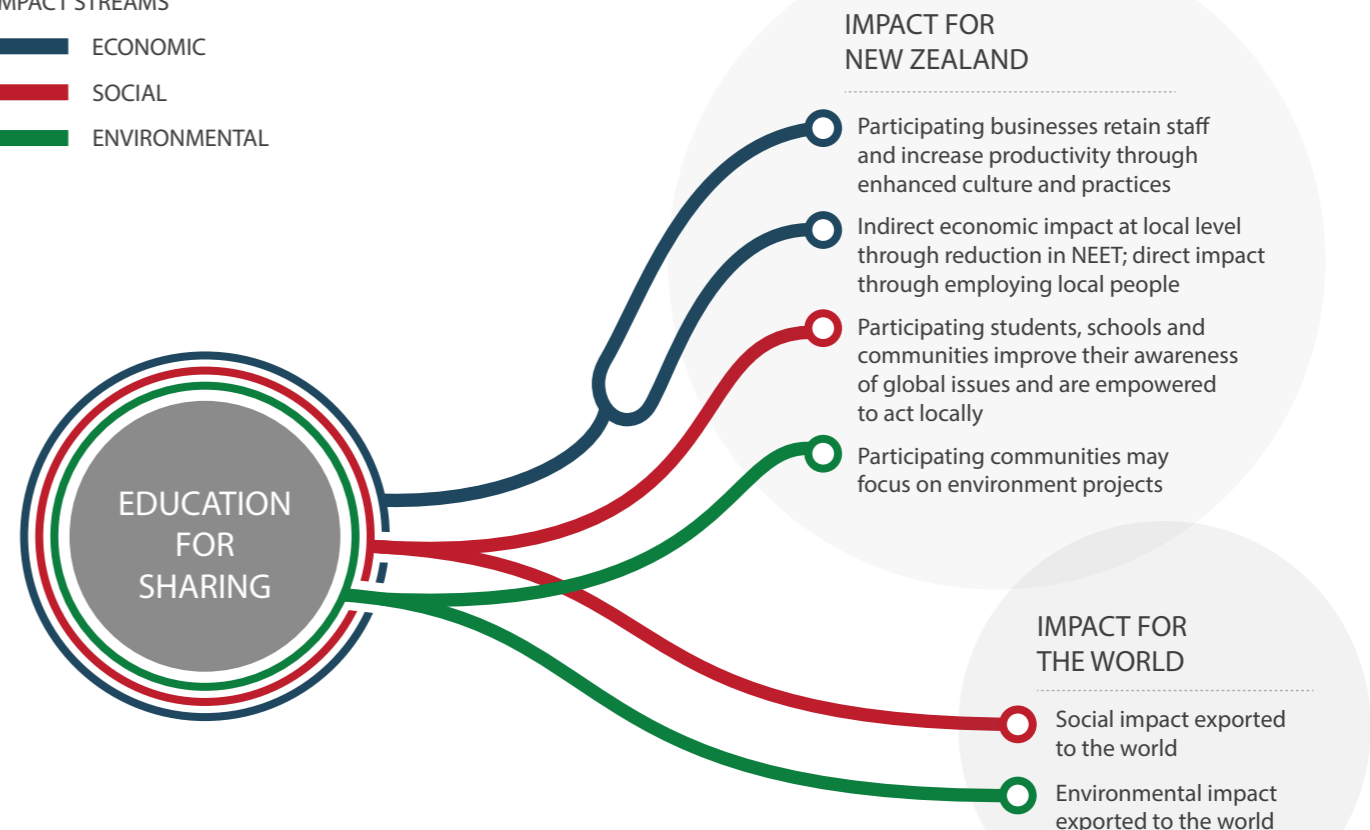 IMPACT STREAMS
ECONOMIC
SOCIAL
ENVIRONMENTAL
EDUCATION
FOR
SHARING
IMPACT FOR
NEW ZEALAND
Participating businesses retain staff
and increase productivity through
enhanced culture and practices
Indirect economic impact at local level
through reduction in NEET; direct impact
through employing local people
Participating students, schools and
communities improve their awareness
of global issues and are empowered
to act locally
Participating communities may
focus on environment projects
IMPACT FOR
THE WORLD
Social impact exported
to the world
Environmental impact
exported to the world